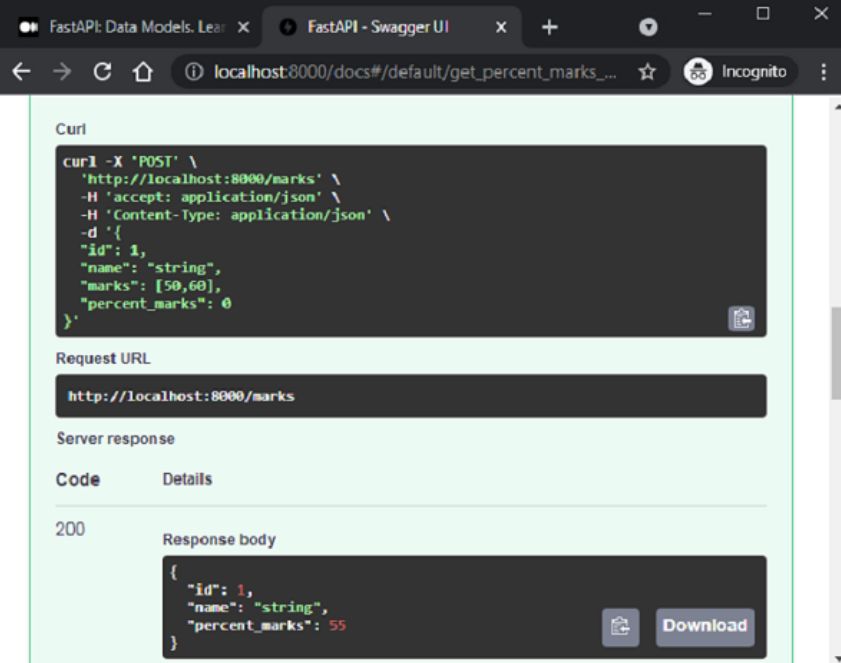 FastAPI: Data Models. Lear
FastAPI - Swagger UI
localhost:8000/docs#/default/get_percent_marks_...
Incognito
Curl
curl -X 'POST' \
'http://localhost:8000/marks' \
-H 'accept: application/json' \
-H 'Content-Type: application/json' \
-d '{
"id": 1,
"name": "string",
"marks": [50,60],
"percent_marks": 0
}'
Request URL
http://localhost:8000/marks
Server response
Code Details
200
Response body
{
"id": 1,
"name": "string",
"percent_marks": 55
}
Download